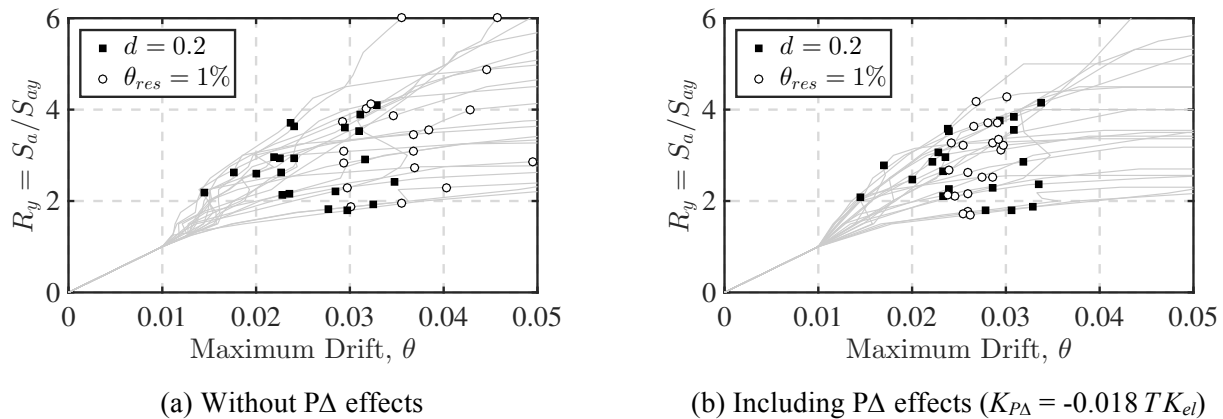 6
4
2
0
R_y = S_a/S_ay
d = 0.2
θ_res = 1%
0 0.01 0.02 0.03 0.04 0.05
Maximum Drift, θ
(a) Without PΔ effects
6
4
2
0
R_y = S_a/S_ay
d = 0.2
θ_res = 1%
0 0.01 0.02 0.03 0.04 0.05
Maximum Drift, θ
(b) Including PΔ effects (K_PΔ = -0.018 TK_el)